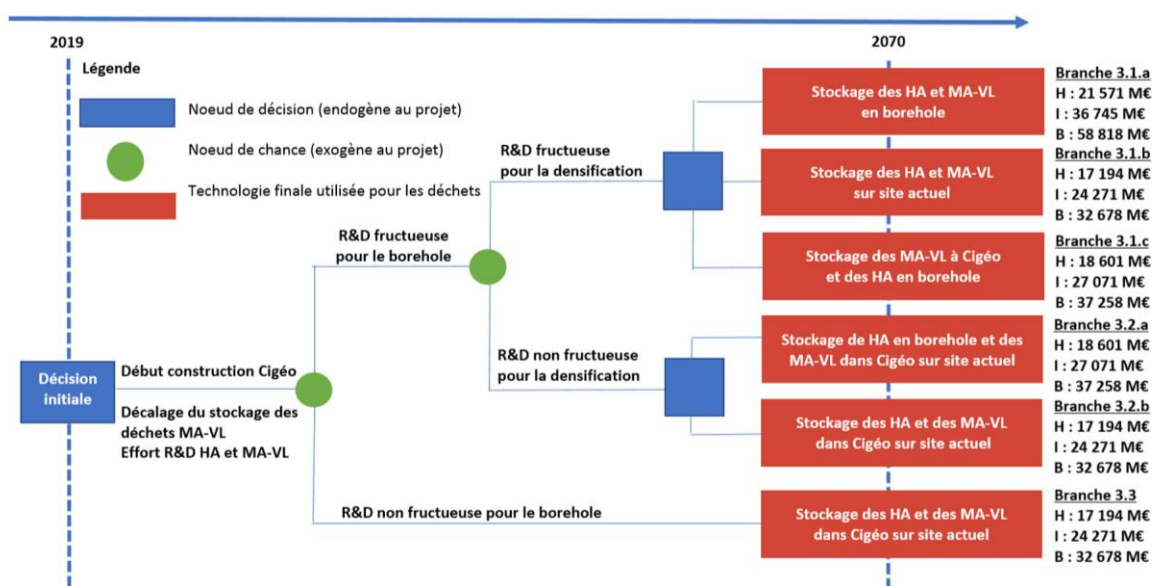 2019
2070
Légende
Noeud de décision (endogène au projet)
Noeud de chance (exogène au projet)
Technologie finale utilisée pour les déchets
Décision
initiale
Début construction Cigéo
Décalage du stockage des
déchets MA-VL
Effort R&D HA et MA-VL
R&D fructueuse
pour le borehole
R&D non fructueuse pour le borehole
R&D fructueuse
pour la densification
R&D non fructueuse
pour la densification
Stockage des HA et MA-VL
en borehole
Branche 3.1.a
H : 21 571 M€
I : 36 745 M€
B : 58 818 M€
Stockage des HA et MA-VL
sur site actuel
Branche 3.1.b
H : 17 194 M€
I : 24 271 M€
B : 32 678 M€
Stockage des MA-VL à Cigéo
et des HA en borehole
Branche 3.1.c
H : 18 601 M€
I : 27 071 M€
B : 37 258 M€
Stockage de HA en borehole et des
MA-VL dans Cigéo sur site actuel
Branche 3.2.a
H : 18 601 M€
I : 27 071 M€
B : 37 258 M€
Stockage des HA et des MA-VL
dans Cigéo sur site actuel
Branche 3.2.b
H : 17 194 M€
I : 24 271 M€
B : 32 678 M€
Stockage des HA et des MA-VL
dans Cigéo sur site actuel
Branche 3.3
H : 17 194 M€
I : 24 271 M€
B : 32 678 M€